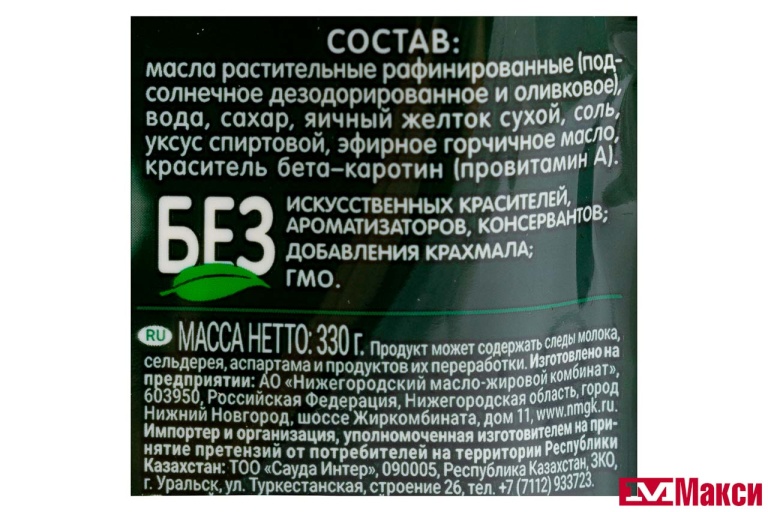 СОСТАВ:
масла растительные рафинированные (под-
солнечное дезодорированное и оливковое),
вода, сахар, яичный желток сухой, соль,
уксус спиртовой, эфирное горчичное масло,
краситель бета-каротин (провитамин А).
БЕЗ
ИСКУССТВЕННЫХ КРАСИТЕЛЕЙ,
АРОМАТИЗАТОРОВ, КОНСЕРВАНТОВ;
ДОБАВЛЕНИЯ КРАХМАЛА;
ГМО.
RU МАССА НЕТТО: 330 г. Продукт может содержать следы молока,
сельдерея, аспартама и продуктов их переработки. Изготовлено на
предприятии: АО «Нижегородский масло-жировой комбинат»,
603950, Российская Федерация, Нижегородская область, город
Нижний Новгород, шоссе Жиркомбината, дом 11, www.nmgk.ru.
Импортер и организация, уполномоченная изготовителем на при-
нятие претензий от потребителей на территории Республики
Казахстан: ТОО «Сауда Интер», 090005, Республика Казахстан, ЗКО,
г. Уральск, ул. Туркестанская, строение 26, тел. +7 (7112) 933723.
Макси